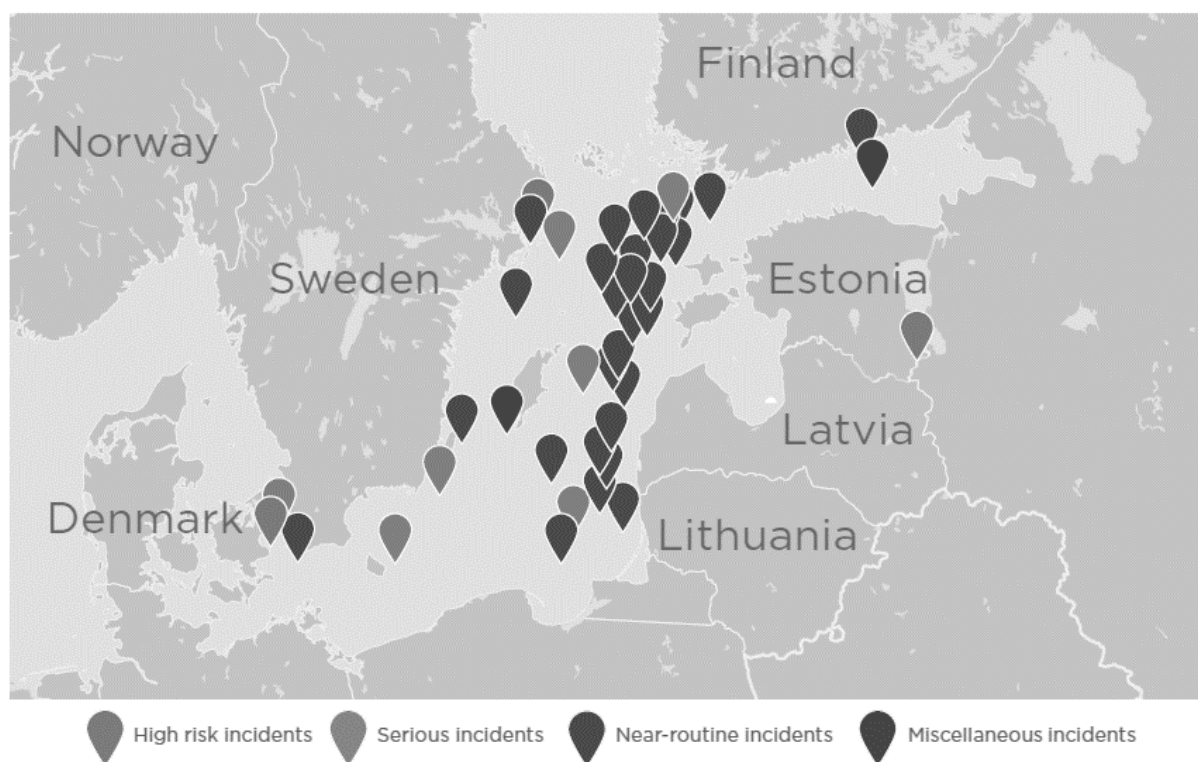 Finland
Norway
Sweden
Estonia
Latvia
Denmark
Lithuania
High risk incidents
Serious incidents
Near-routine incidents
Miscellaneous incidents